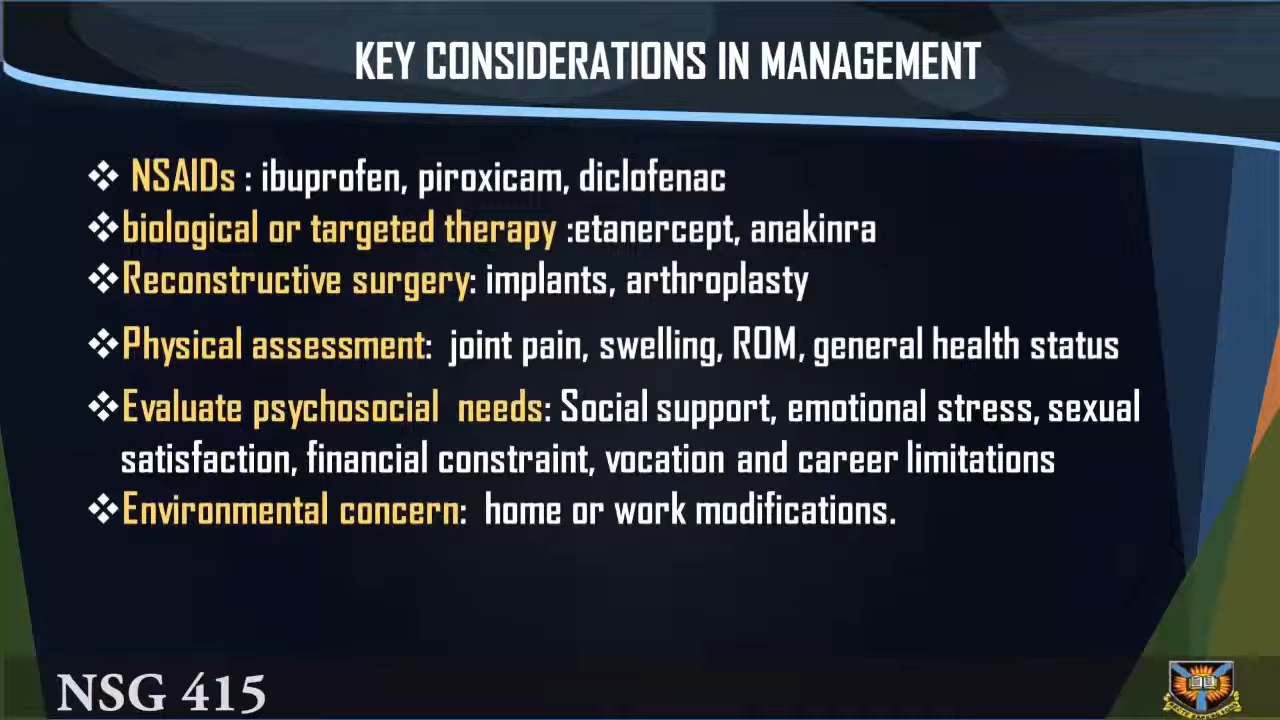 KEY CONSIDERATIONS IN MANAGEMENT
❖ NSAIDs : ibuprofen, piroxicam, diclofenac
❖biological or targeted therapy :etanercept, anakinra
❖Reconstructive surgery: implants, arthroplasty
❖Physical assessment: joint pain, swelling, ROM, general health status
❖Evaluate psychosocial needs: Social support, emotional stress, sexual
satisfaction, financial constraint, vocation and career limitations
❖Environmental concern: home or work modifications.
NSG 415